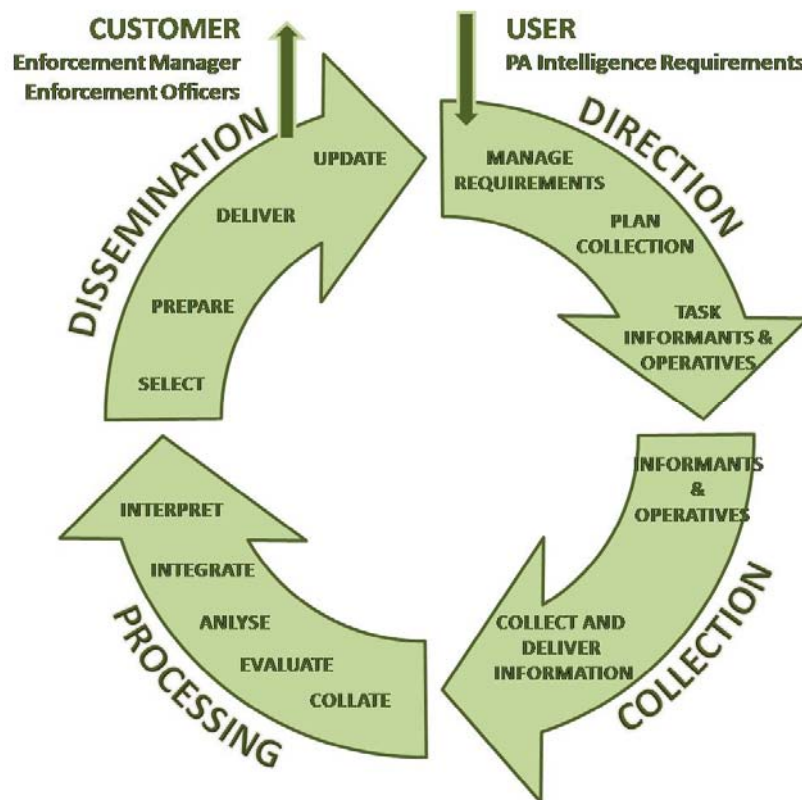 CUSTOMER
Enforcement Manager
Enforcement Officers
USER
PA Intelligence Requirements
DIRECTION
MANAGE
REQUIREMENTS
PLAN
COLLECTION
TASK
INFORMANTS &
OPERATIVES
COLLECTION
INFORMANTS
&
OPERATIVES
COLLECT AND
DELIVER
INFORMATION
PROCESSING
INTERPRET
INTEGRATE
ANLYSE
EVALUATE
COLLATE
DISSEMINATION
UPDATE
DELIVER
PREPARE
SELECT